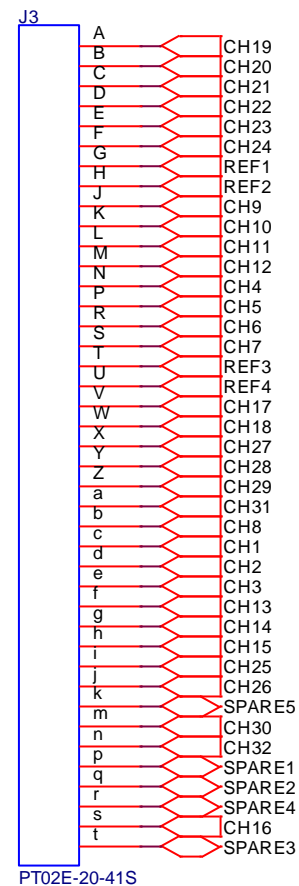 J3
A CH19
B CH20
C CH21
D CH22
E CH23
F CH24
G REF1
H REF2
J CH9
K CH10
L CH11
M CH12
N CH4
P CH5
R CH6
S CH7
T REF3
U REF4
V CH17
W CH18
X CH27
Y CH28
Z CH29
a CH31
b CH8
c CH1
d CH2
e CH3
f CH13
g CH14
h CH15
i CH25
j CH26
k SPARE5
m CH30
n CH32
p SPARE1
q SPARE2
r SPARE4
s CH16
t SPARE3
PT02E-20-41S